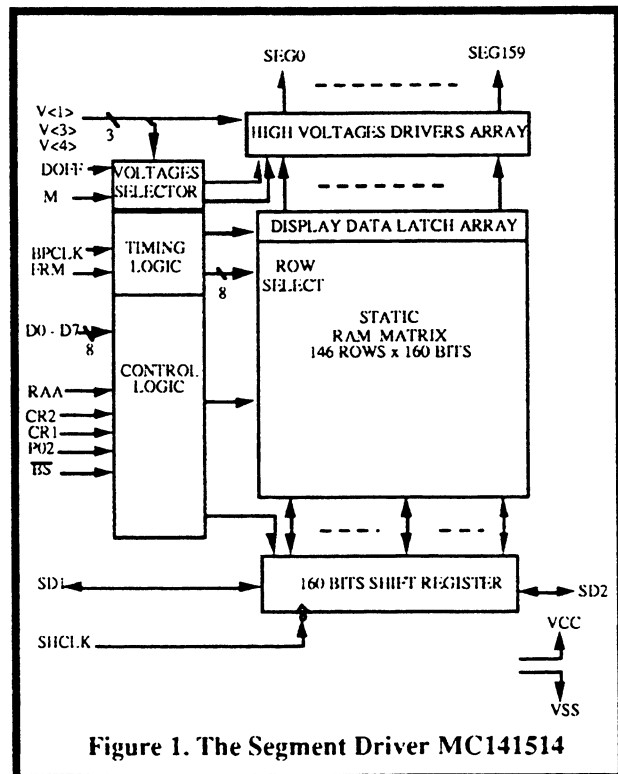 SEG0
SEG159
V<1>
V<3>
V<4>
3
HIGH VOLTAGES DRIVERS ARRAY
DOFF
M
VOLTAGES
SELECTOR
DISPLAY DATA LATCH ARRAY
BPCLK
FRM
TIMING
LOGIC
8
ROW
SELECT
D0 - D7
8
STATIC
RAM MATRIX
146 ROWS x 160 BITS
CONTROL
LOGIC
RAA
CR2
CR1
P02
BS
SD1
160 BITS SHIFT REGISTER
SD2
SHCLK
VCC
VSS
Figure 1. The Segment Driver MC141514